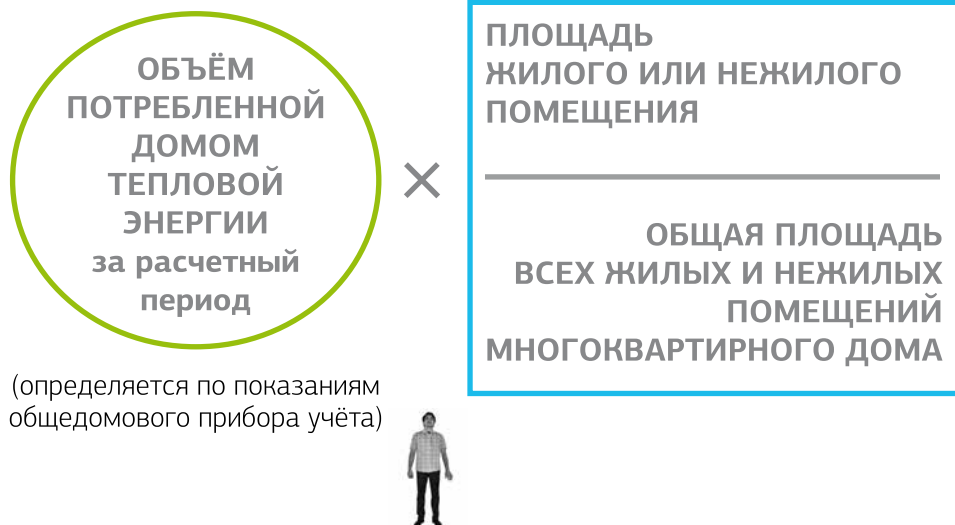 ОБЪЁМ
ПОТРЕБЛЕННОЙ
ДОМОМ
ТЕПЛОВОЙ
ЭНЕРГИИ
за расчетный
период
(определяется по показаниям
общедомового прибора учёта)
×
ПЛОЩАДЬ
ЖИЛОГО ИЛИ НЕЖИЛОГО
ПОМЕЩЕНИЯ
ОБЩАЯ ПЛОЩАДЬ
ВСЕХ ЖИЛЫХ И НЕЖИЛЫХ
ПОМЕЩЕНИЙ
МНОГОКВАРТИРНОГО ДОМА